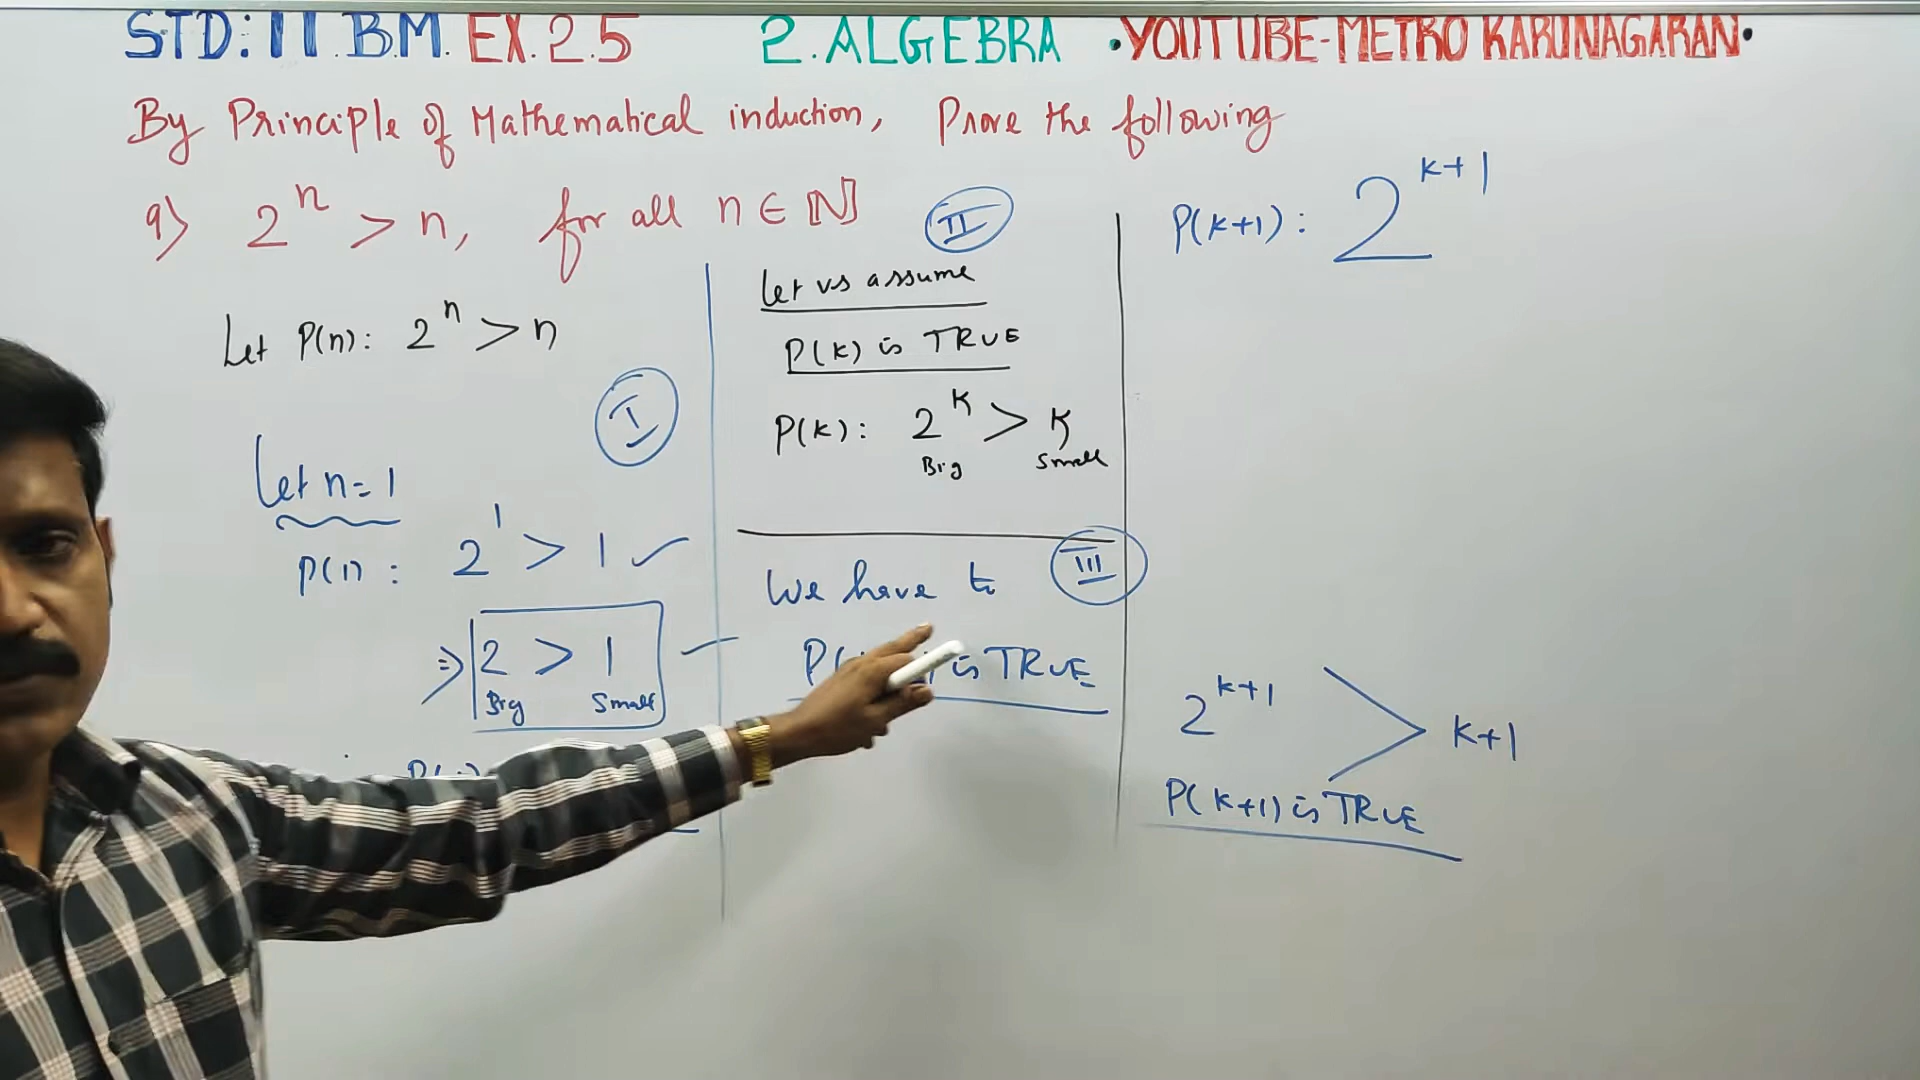 STD: 11.B.M. EX.2.5 2. ALGEBRA • YOUTUBE-METRO KARUNAGARAN •
By Principle of Mathematical induction, Prove the following
9) 2^n > n, for all n ∈ ℕ
Let P(n): 2^n > n
I
Let n = 1
P(1): 2^1 > 1 ✓
⇒ 2 > 1
Big Small
II
Let us assume
P(k) is TRUE
P(k): 2^k > k
Big Small
III
We have to
is TRUE
P(k+1): 2^{k+1}
2^{k+1} > k+1
P(k+1) is TRUE